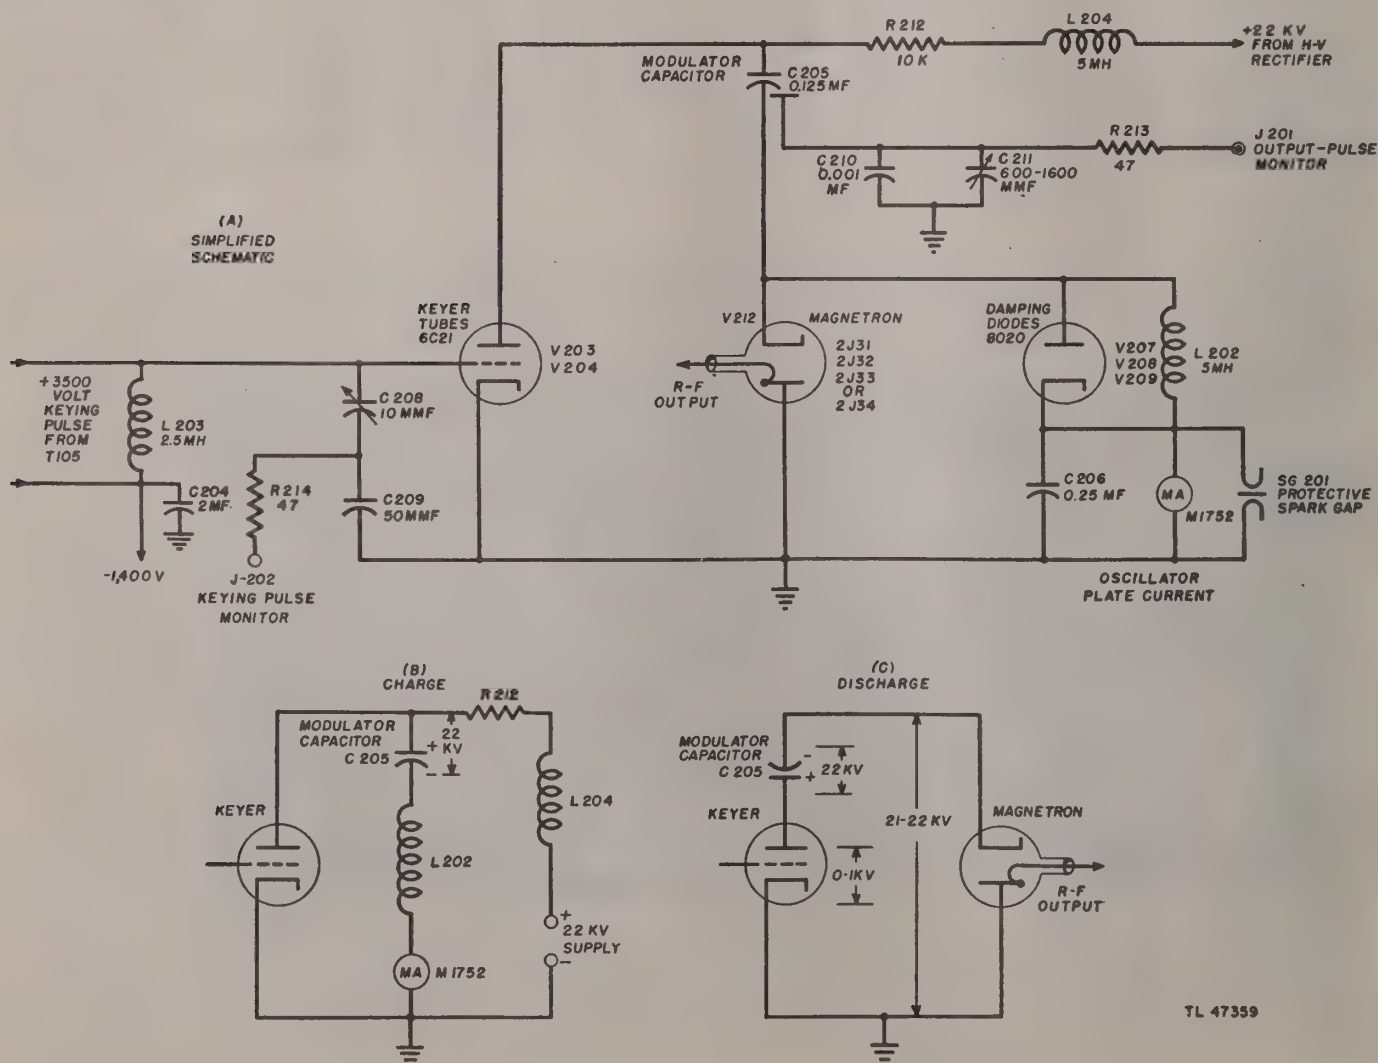 R 212
10 K
L 204
5 MH
+22 KV
FROM H-V
RECTIFIER
MODULATOR
CAPACITOR
C 205
0.125 MF
R 213
47
J 201
OUTPUT-PULSE
MONITOR
C 210
0.001
MF
C 211
600-1600
MMF
(A)
SIMPLIFIED
SCHEMATIC
KEYER
TUBES
6C21
V 203
V 204
V 212
MAGNETRON
2J31
2J32
2J33
OR
2J34
R-F
OUTPUT
DAMPING
DIODES
8020
V 207
V 208
V 209
L 202
5MH
+3500
VOLT
KEYING
PULSE
FROM
T105
L 203
2.5MH
C 208
10 MMF
C 204
2 MF.
R 214
47
C 209
50 MMF
-1,400 V
J-202
KEYING PULSE
MONITOR
C 206
0.25 MF
MA
M1752
SG 201
PROTECTIVE
SPARK GAP
OSCILLATOR
PLATE CURRENT
(B)
CHARGE
R 212
MODULATOR
CAPACITOR
C 205
+
-
22
KV
L 204
KEYER
L 202
+
22 KV
SUPPLY
-
MA
M 1752
(C)
DISCHARGE
MODULATOR
CAPACITOR
C 205
-
+
22 KV
KEYER
0-1KV
21-22 KV
MAGNETRON
R-F
OUTPUT
TL 47359